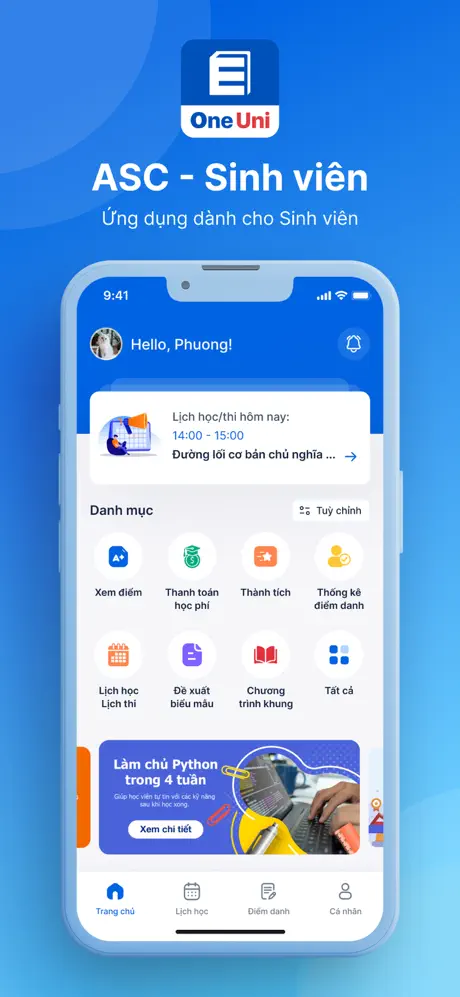 One Uni
ASC - Sinh viên
Ứng dụng dành cho Sinh viên
9:41
Hello, Phuong!
Lịch học/thi hôm nay:
14:00 - 15:00
Đường lối cơ bản chủ nghĩa ...
Danh mục
Tuỳ chỉnh
A+
Xem điểm
Thanh toán
học phí
Thành tích
Thống kê
điểm danh
Lịch học
Lịch thi
Đề xuất
biểu mẫu
Chương
trình khung
Tất cả
Làm chủ Python
trong 4 tuần
Giúp học viên tự tin với các kỹ năng
sau khi học xong.
Xem chi tiết
Trang chủ
Lịch học
Điểm danh
Cá nhân